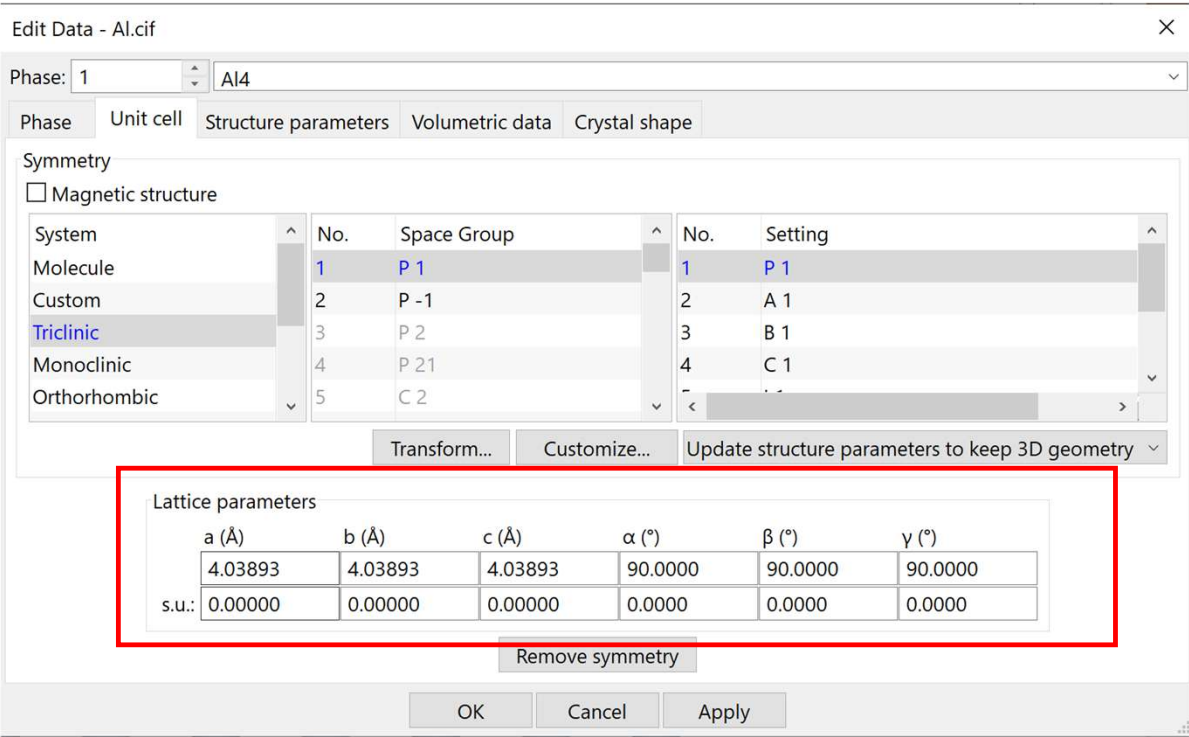 Edit Data - Al.cif
Phase: 1 Al4
Phase Unit cell Structure parameters Volumetric data Crystal shape
Symmetry
Magnetic structure
System No. Space Group No. Setting
Molecule 1 P 1 1 P 1
Custom 2 P -1 2 A 1
Triclinic 3 P 2 3 B 1
Monoclinic 4 P 21 4 C 1
Orthorhombic 5 C 2
Transform... Customize... Update structure parameters to keep 3D geometry
Lattice parameters
a (Å) b (Å) c (Å) α (°) β (°) γ (°)
4.03893 4.03893 4.03893 90.0000 90.0000 90.0000
s.u.: 0.00000 0.00000 0.00000 0.0000 0.0000 0.0000
Remove symmetry
OK Cancel Apply